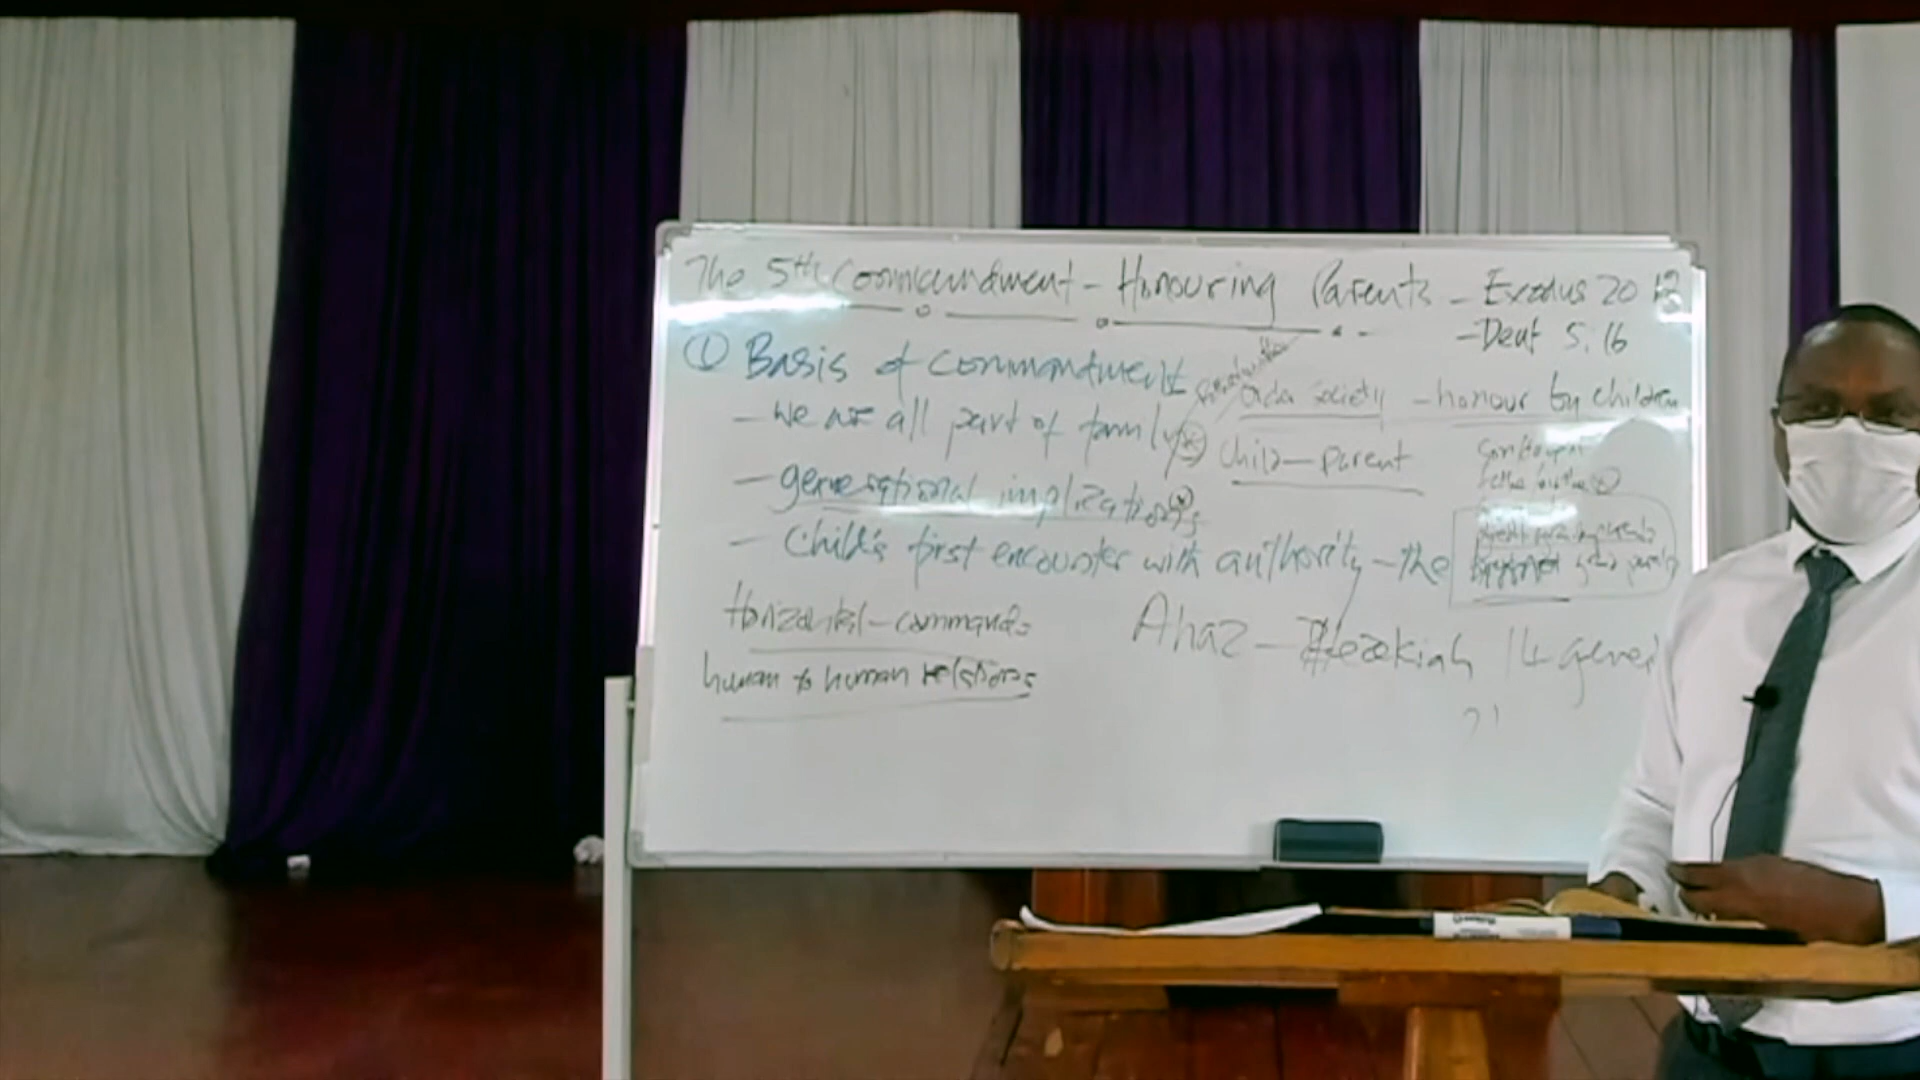 The 5th Commandment - Honouring Parents - Exodus 20 12
- Deut 5.16
① Basis of commandment
order society - honour by children
- we are all part of family
child - parent
- generational implications
- Child's first encounter with authority - the
Horizontal - commands
human to human relations
Ahaz - Hezekiah 14 gener